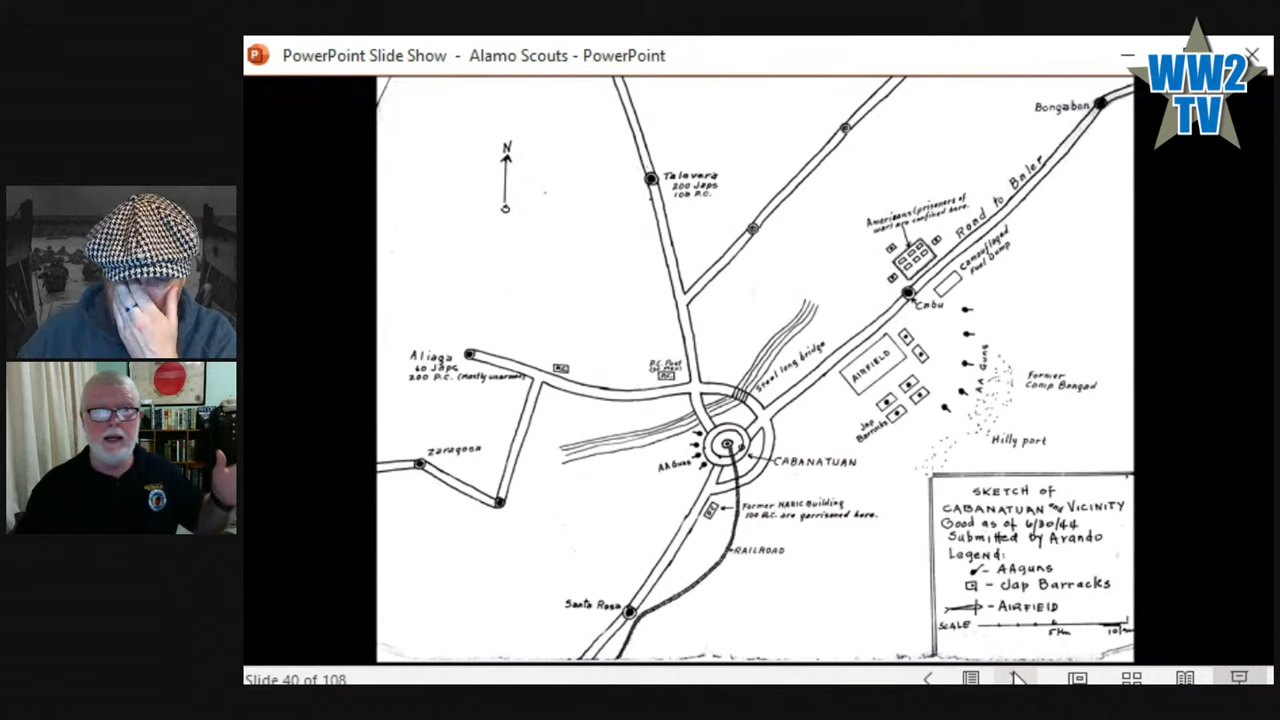 PowerPoint Slide Show - Alamo Scouts - PowerPoint
WW2
TV
Bongabon
N
Talavera
200 Japs
100 P.C.
Americans (prisoners of
war) are confined here.
Road to Baler
Camouflaged
Fuel Dump
Cabu
Steel long bridge
AIRFIELD
AA Guns
Former
Camp Bangad
Jap
Barracks
Hilly part
Aliaga
60 Japs
200 P.C. (mostly unarmed)
P.C. Post
Zaragosa
AA Guns
CABANATUAN
Former NARIC Building
100 P.C. are garrisoned here.
RAILROAD
Santa Rosa
SKETCH OF
CABANATUAN and VICINITY
Good as of 6/30/44
Submitted by Arando
Legend:
- AAguns
- Jap Barracks
- AIRFIELD
SCALE
5Km
Slide 40 of 108